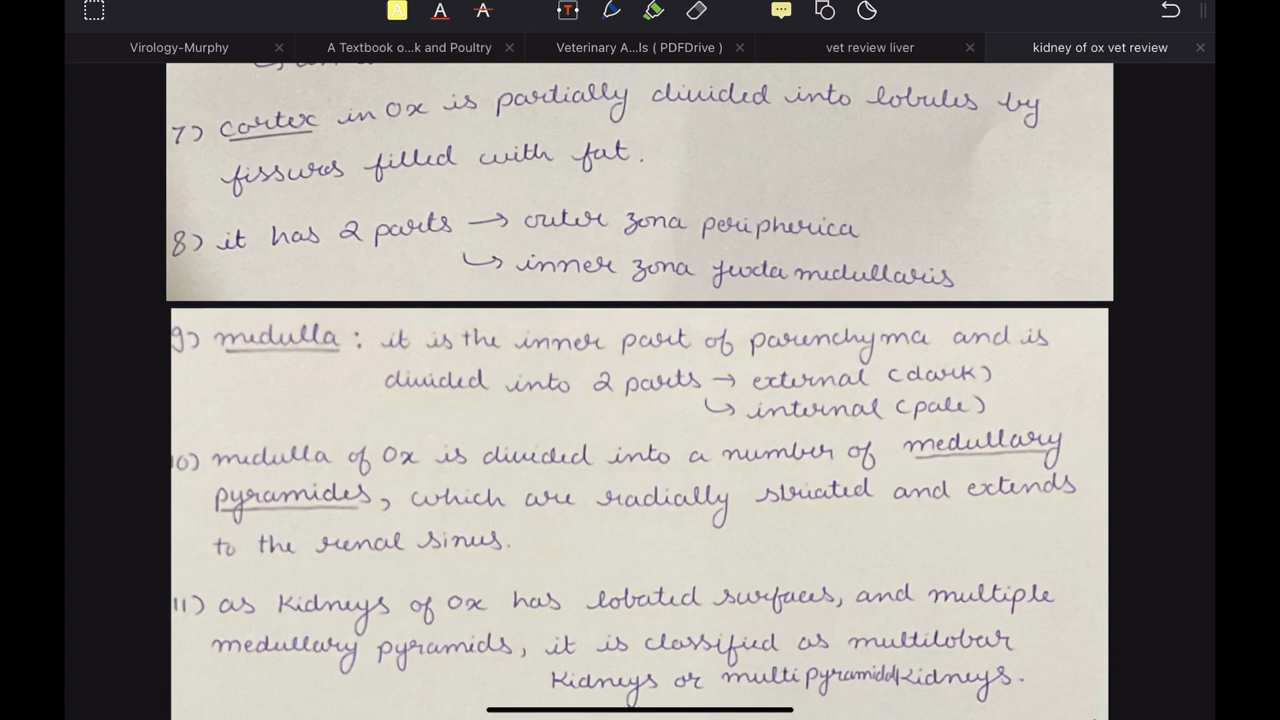 Virology-Murphy
A Textbook o...k and Poultry
Veterinary A...ls ( PDFDrive )
vet review liver
kidney of ox vet review
7) cortex in Ox is partially divided into lobules by
fissures filled with fat.
8) it has 2 parts → outer zona peripherica
↳ inner zona juxta medullaris
9) medulla : it is the inner part of parenchyma and is
divided into 2 parts → external (dark)
↳ internal (pale)
10) medulla of Ox is divided into a number of medullary
pyramides, which are radially striated and extends
to the renal sinus.
11) as Kidneys of Ox has lobated surfaces, and multiple
medullary pyramids, it is classified as multilobar
Kidneys or multipyramidal Kidneys.